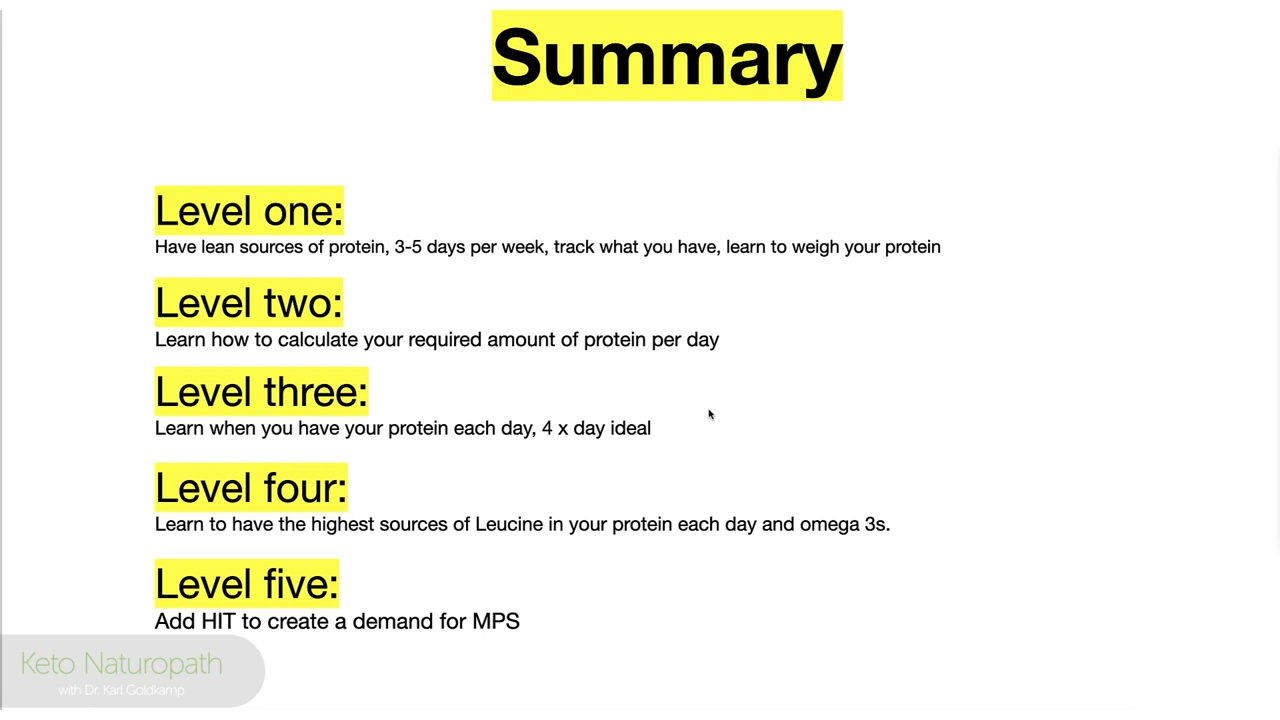 Summary
Level one:
Have lean sources of protein, 3-5 days per week, track what you have, learn to weigh your protein
Level two:
Learn how to calculate your required amount of protein per day
Level three:
Learn when you have your protein each day, 4 x day ideal
Level four:
Learn to have the highest sources of Leucine in your protein each day and omega 3s.
Level five:
Add HIT to create a demand for MPS
Keto Naturopath
with Dr. Karl Goldkamp